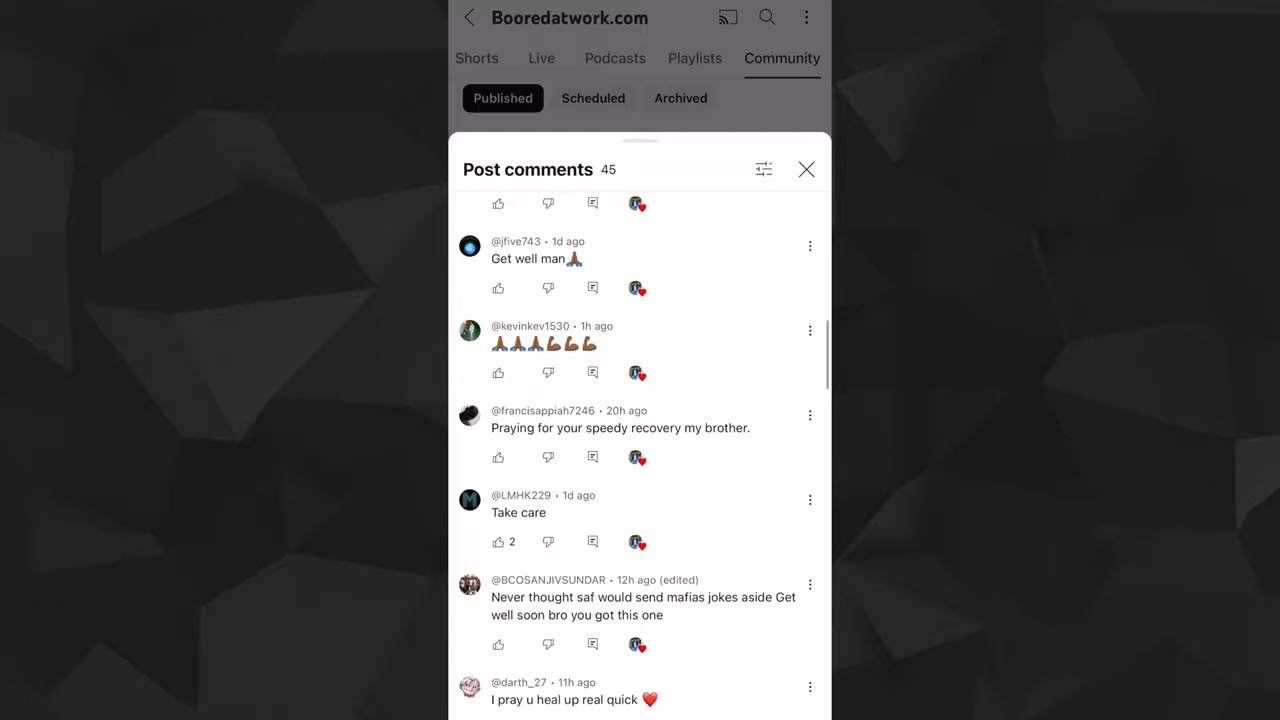 Booredatwork.com
Shorts Live Podcasts Playlists Community
Published Scheduled Archived
Post comments 45
@jfive743 • 1d ago
Get well man🙏🏾
@kevinkev1530 • 1h ago
🙏🏾🙏🏾🙏🏾💪🏾💪🏾💪🏾
@francisappiah7246 • 20h ago
Praying for your speedy recovery my brother.
@LMHK229 • 1d ago
Take care
2
@BCOSANJIVSUNDAR • 12h ago (edited)
Never thought saf would send mafias jokes aside Get
well soon bro you got this one
@darth_27 • 11h ago
I pray u heal up real quick ❤️